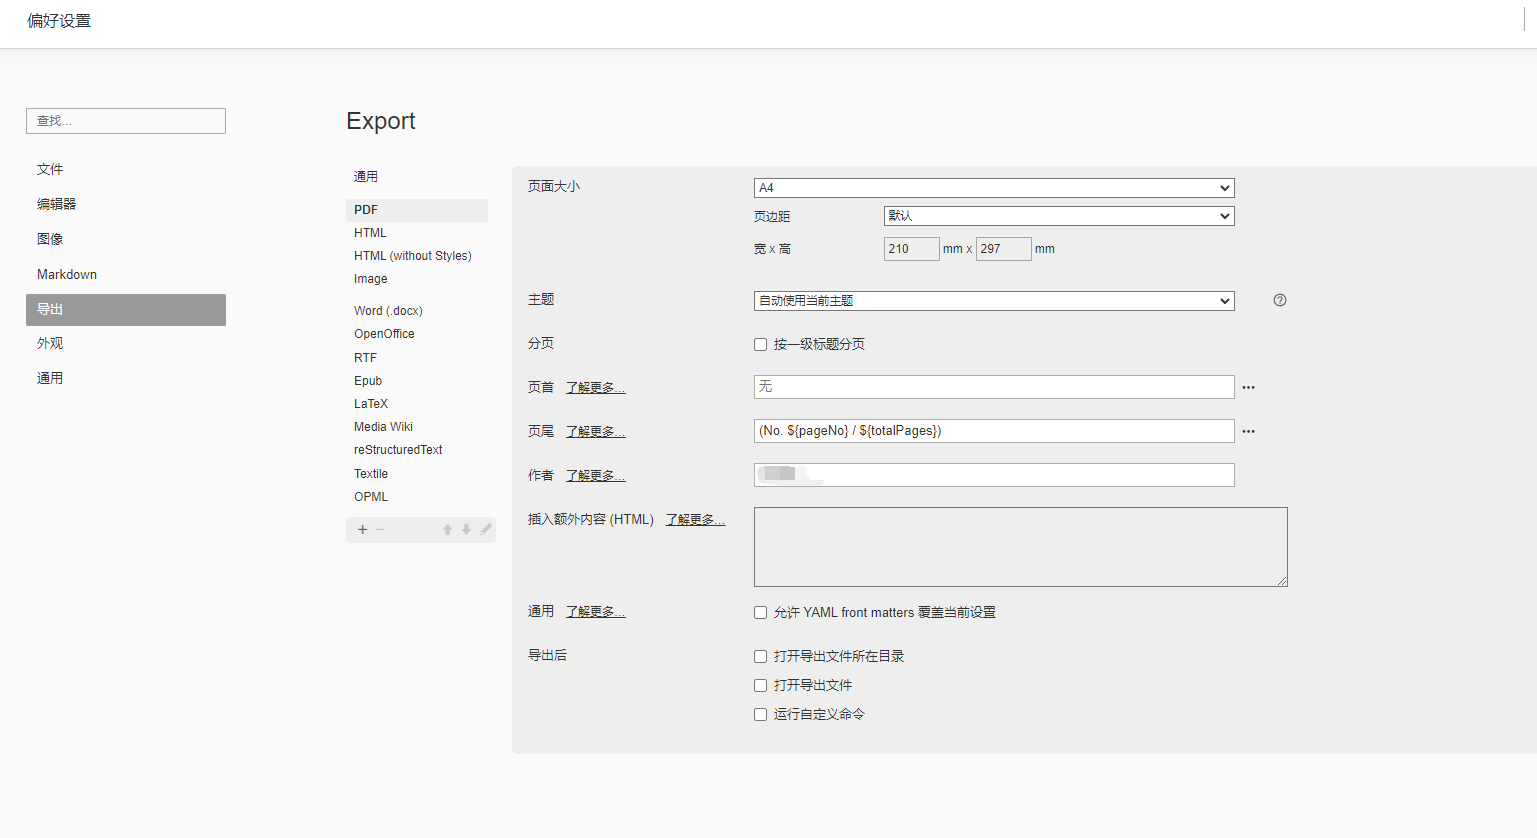 偏好设置
查找...
文件
编辑器
图像
Markdown
导出
外观
通用
Export
通用
PDF
HTML
HTML (without Styles)
Image
Word (.docx)
OpenOffice
RTF
Epub
LaTeX
Media Wiki
reStructuredText
Textile
OPML
页面大小 A4
页边距 默认
宽 x 高 210 mm x 297 mm
主题 自动使用当前主题
分页 按一级标题分页
页首 了解更多... 无
页尾 了解更多... (No. ${pageNo} / ${totalPages})
作者 了解更多...
插入额外内容 (HTML) 了解更多...
通用 了解更多... 允许 YAML front matters 覆盖当前设置
导出后 打开导出文件所在目录
打开导出文件
运行自定义命令